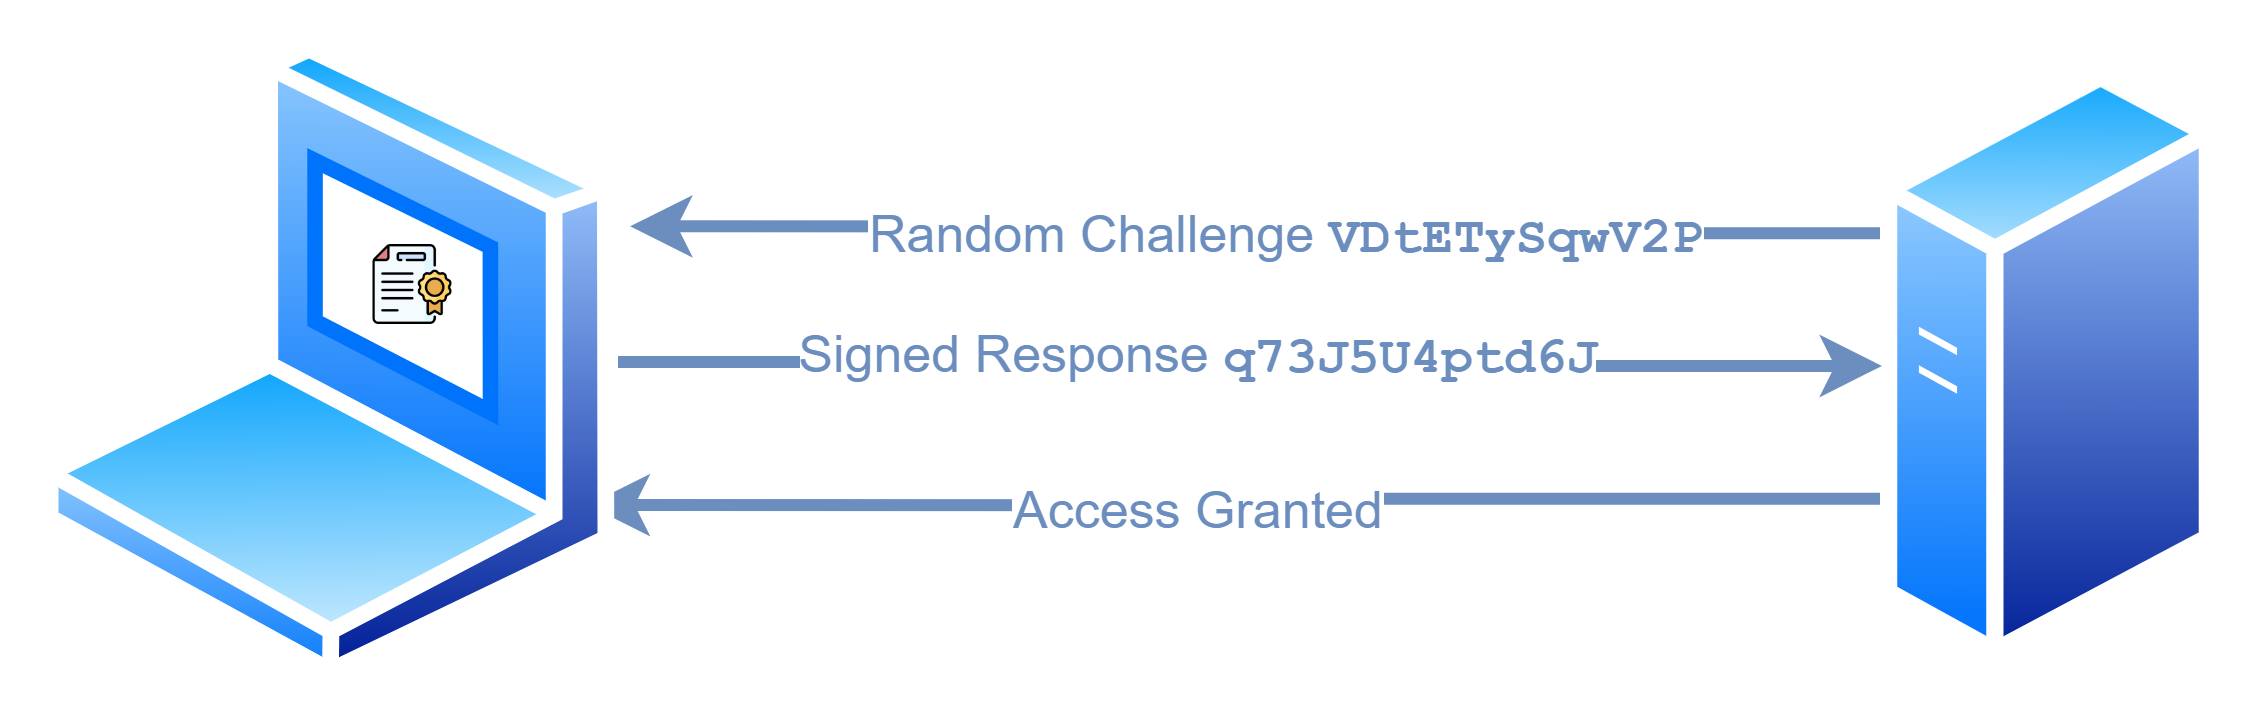 Random Challenge VDtETySqwV2P
Signed Response q73J5U4ptd6J
Access Granted